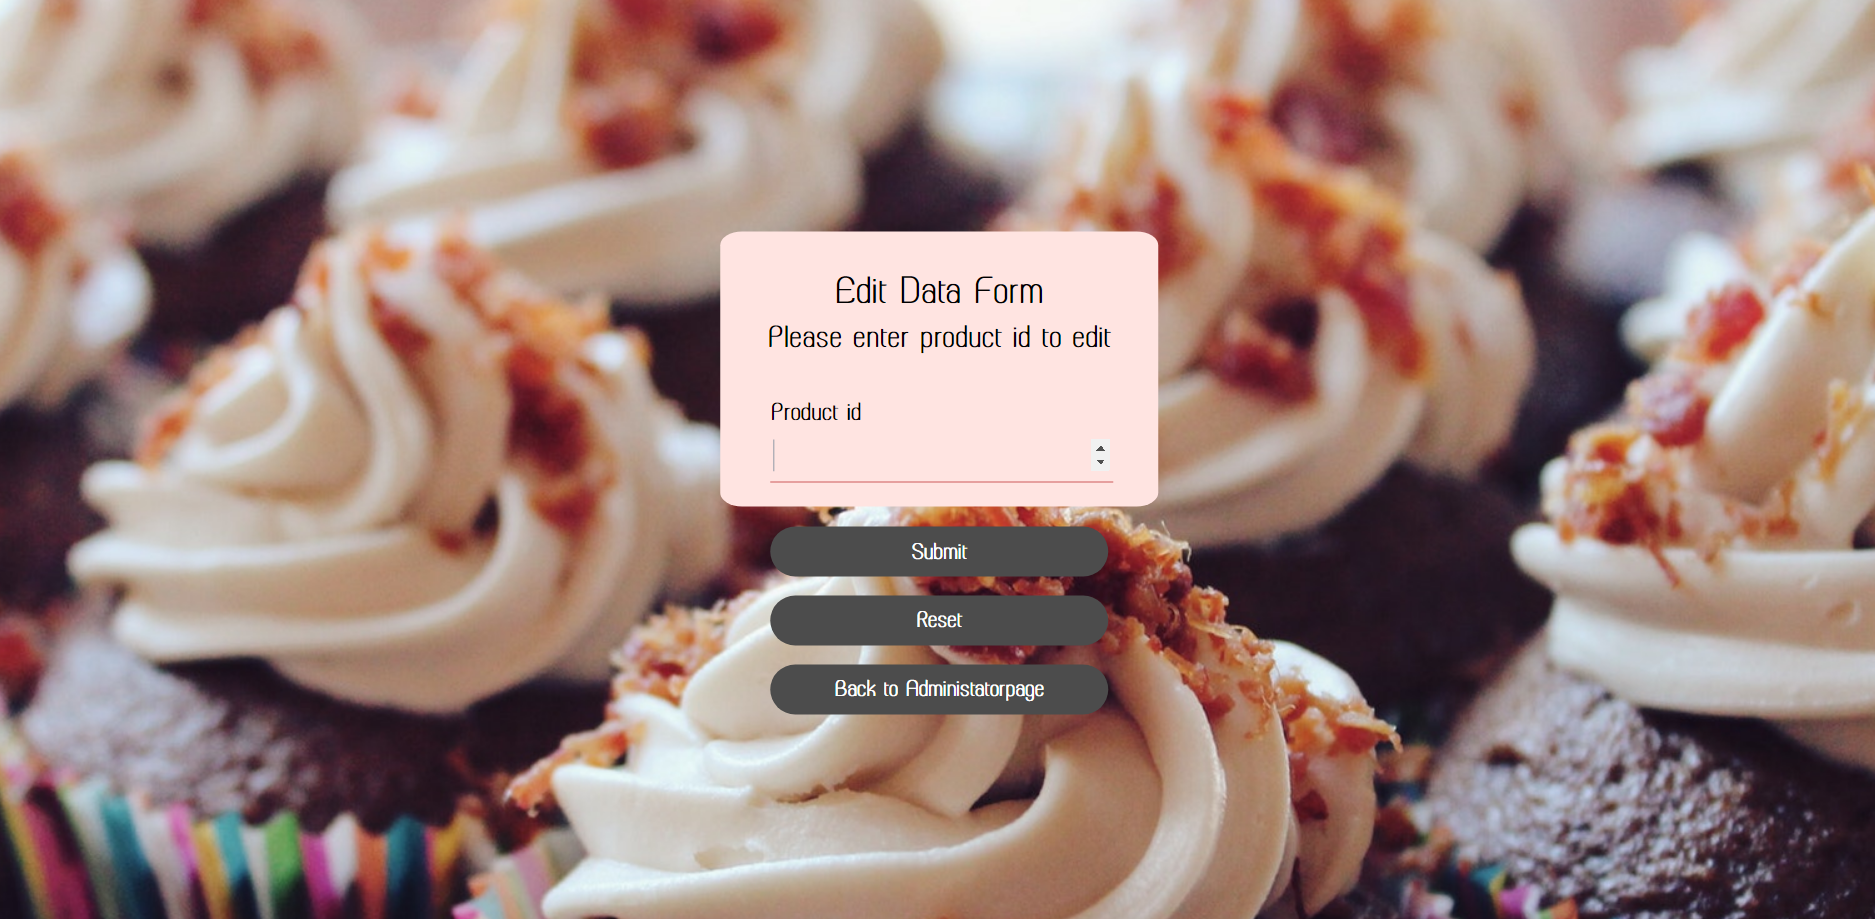 Edit Data Form
Please enter product id to edit
Product id
Submit
Reset
Back to Administatorpage